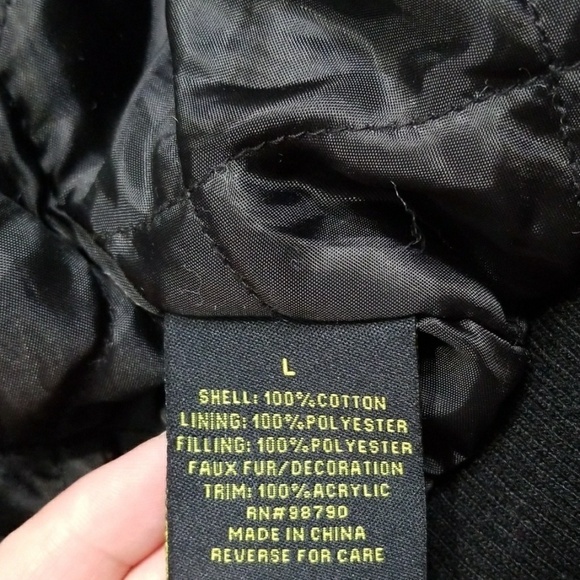 L
SHELL: 100%COTTON
LINING: 100%POLYESTER
FILLING: 100%POLYESTER
FAUX FUR/DECORATION
TRIM: 100%ACRYLIC
RN#98790
MADE IN CHINA
REVERSE FOR CARE